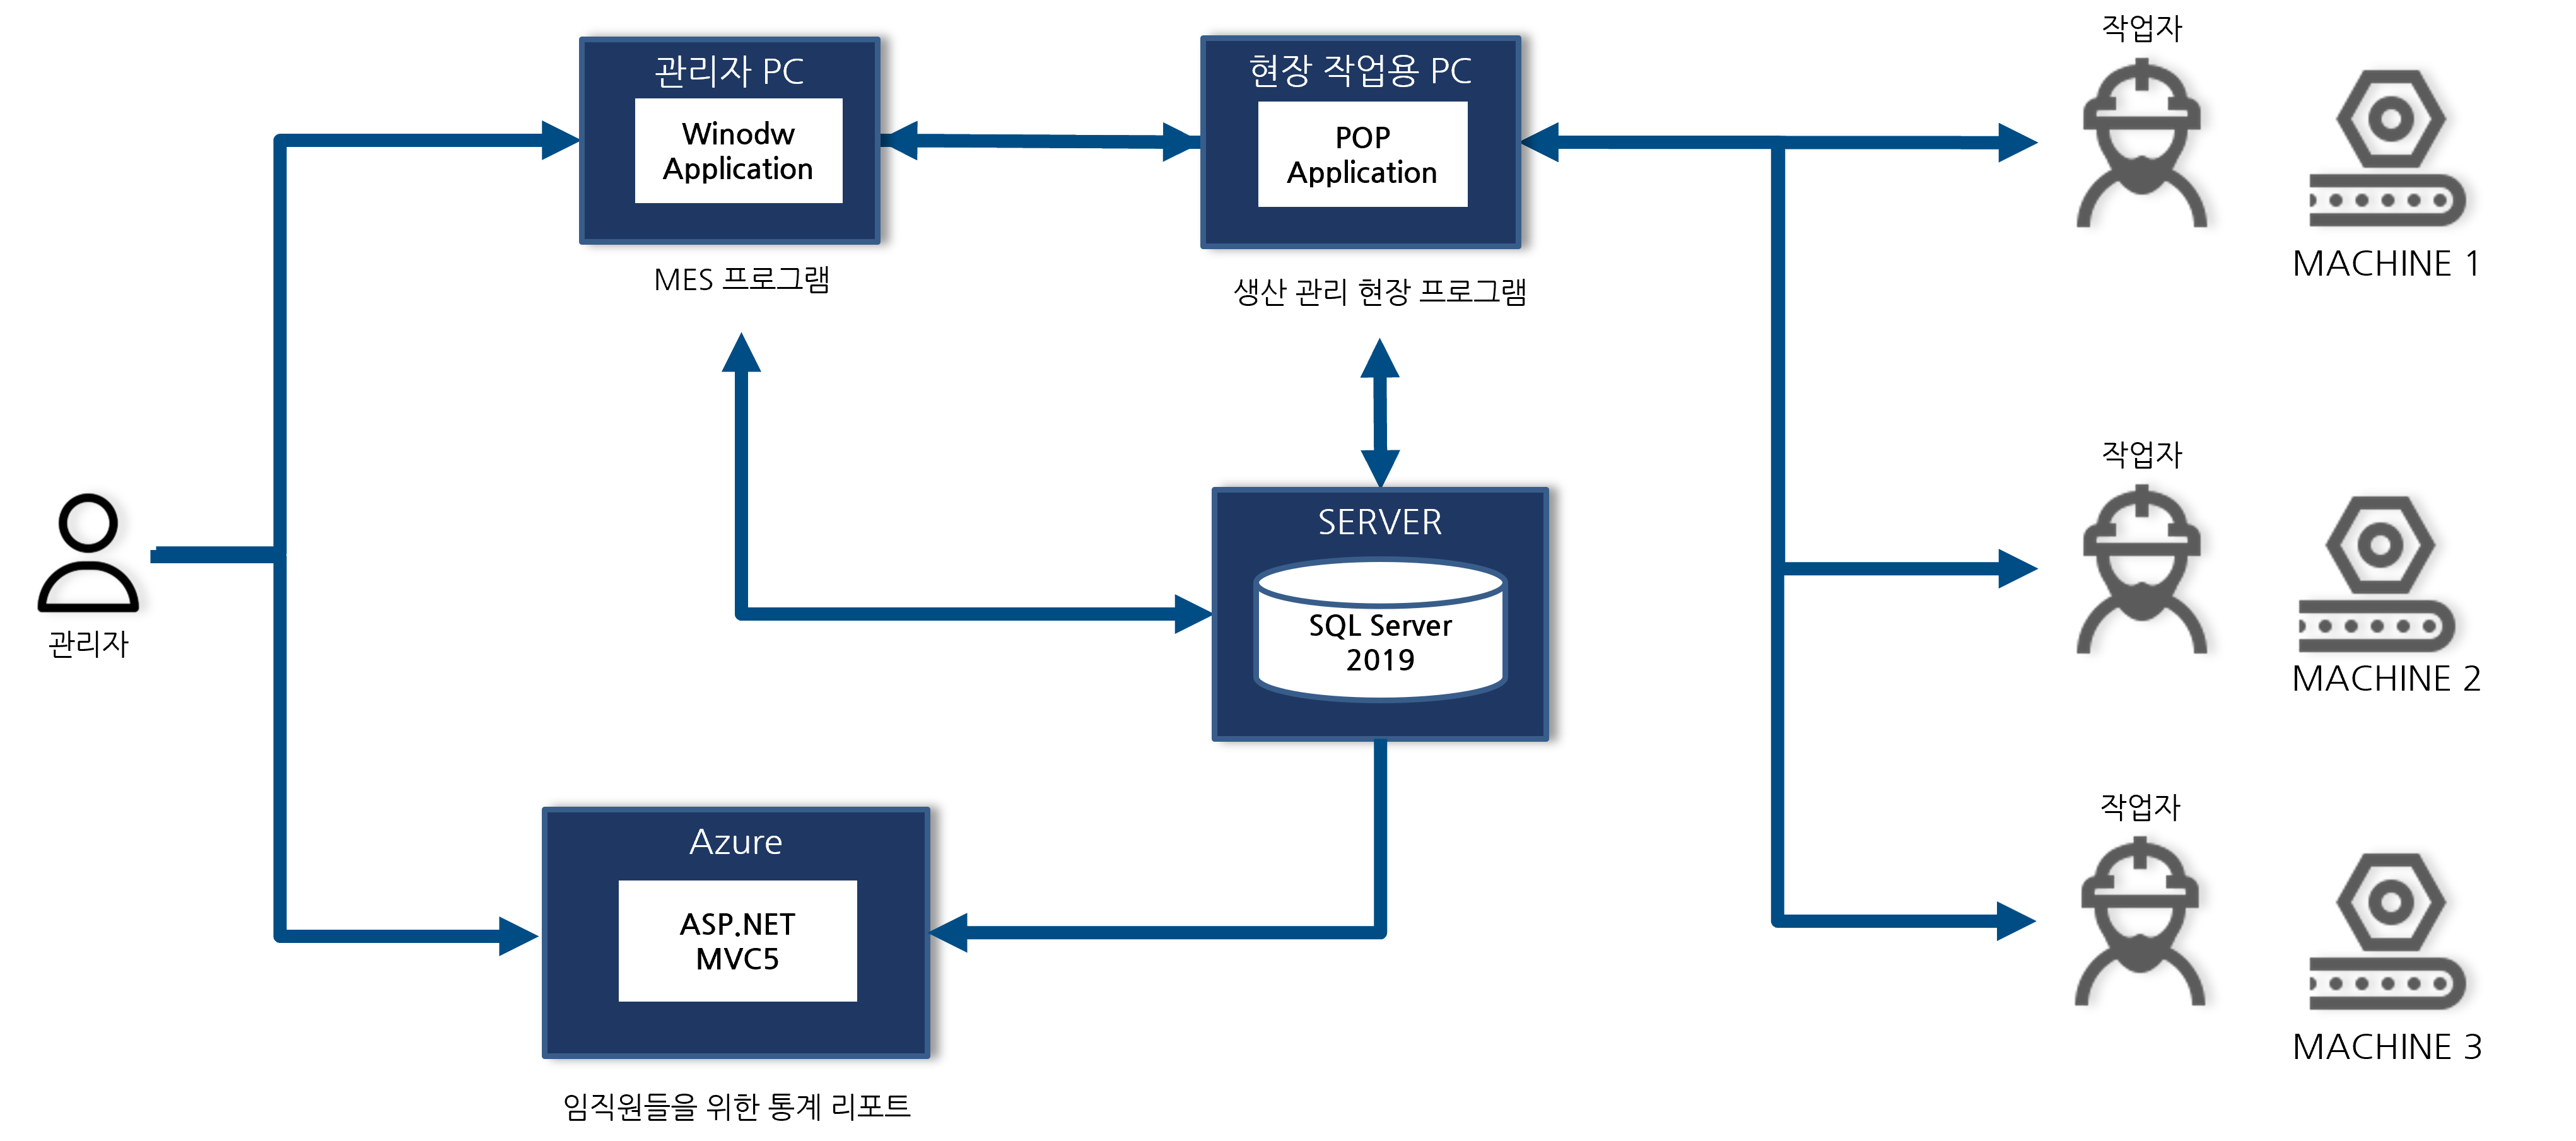 관리자 PC
Winodw
Application
MES 프로그램
현장 작업용 PC
POP
Application
생산 관리 현장 프로그램
작업자
MACHINE 1
관리자
SERVER
SQL Server
2019
작업자
MACHINE 2
Azure
ASP.NET
MVC5
임직원들을 위한 통계 리포트
작업자
MACHINE 3